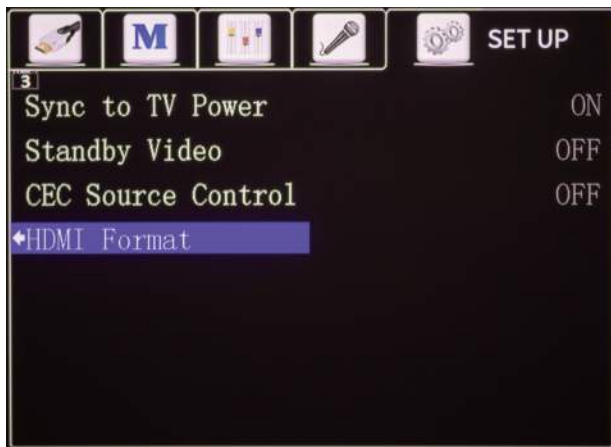 M
SET UP
3
Sync to TV Power ON
Standby Video OFF
CEC Source Control OFF
HDMI Format